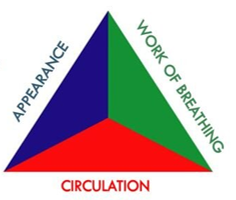 APPEARANCE
WORK OF BREATHING
CIRCULATION